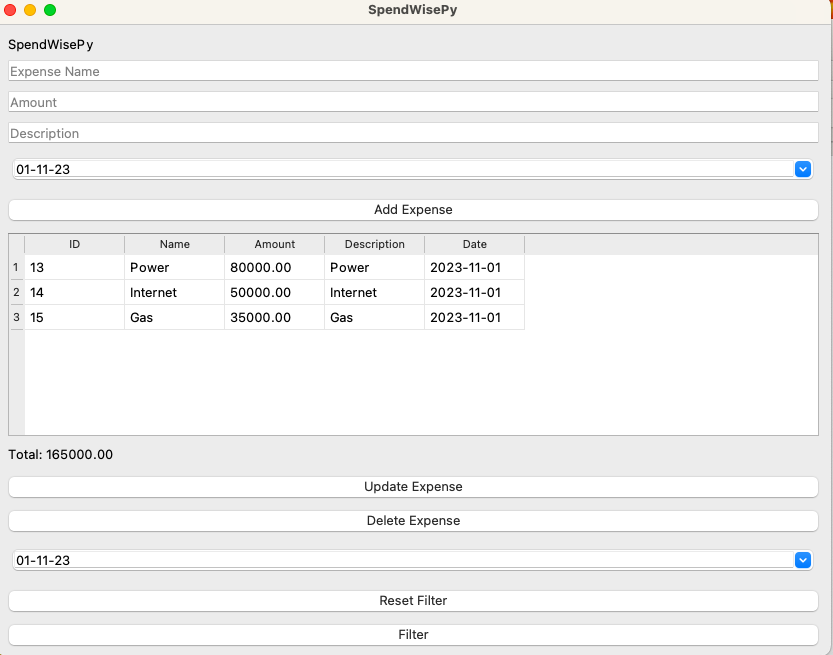 SpendWisePy
SpendWisePy
Expense Name
Amount
Description
01-11-23
Add Expense
ID Name Amount Description Date
1 13 Power 80000.00 Power 2023-11-01
2 14 Internet 50000.00 Internet 2023-11-01
3 15 Gas 35000.00 Gas 2023-11-01
Total: 165000.00
Update Expense
Delete Expense
01-11-23
Reset Filter
Filter